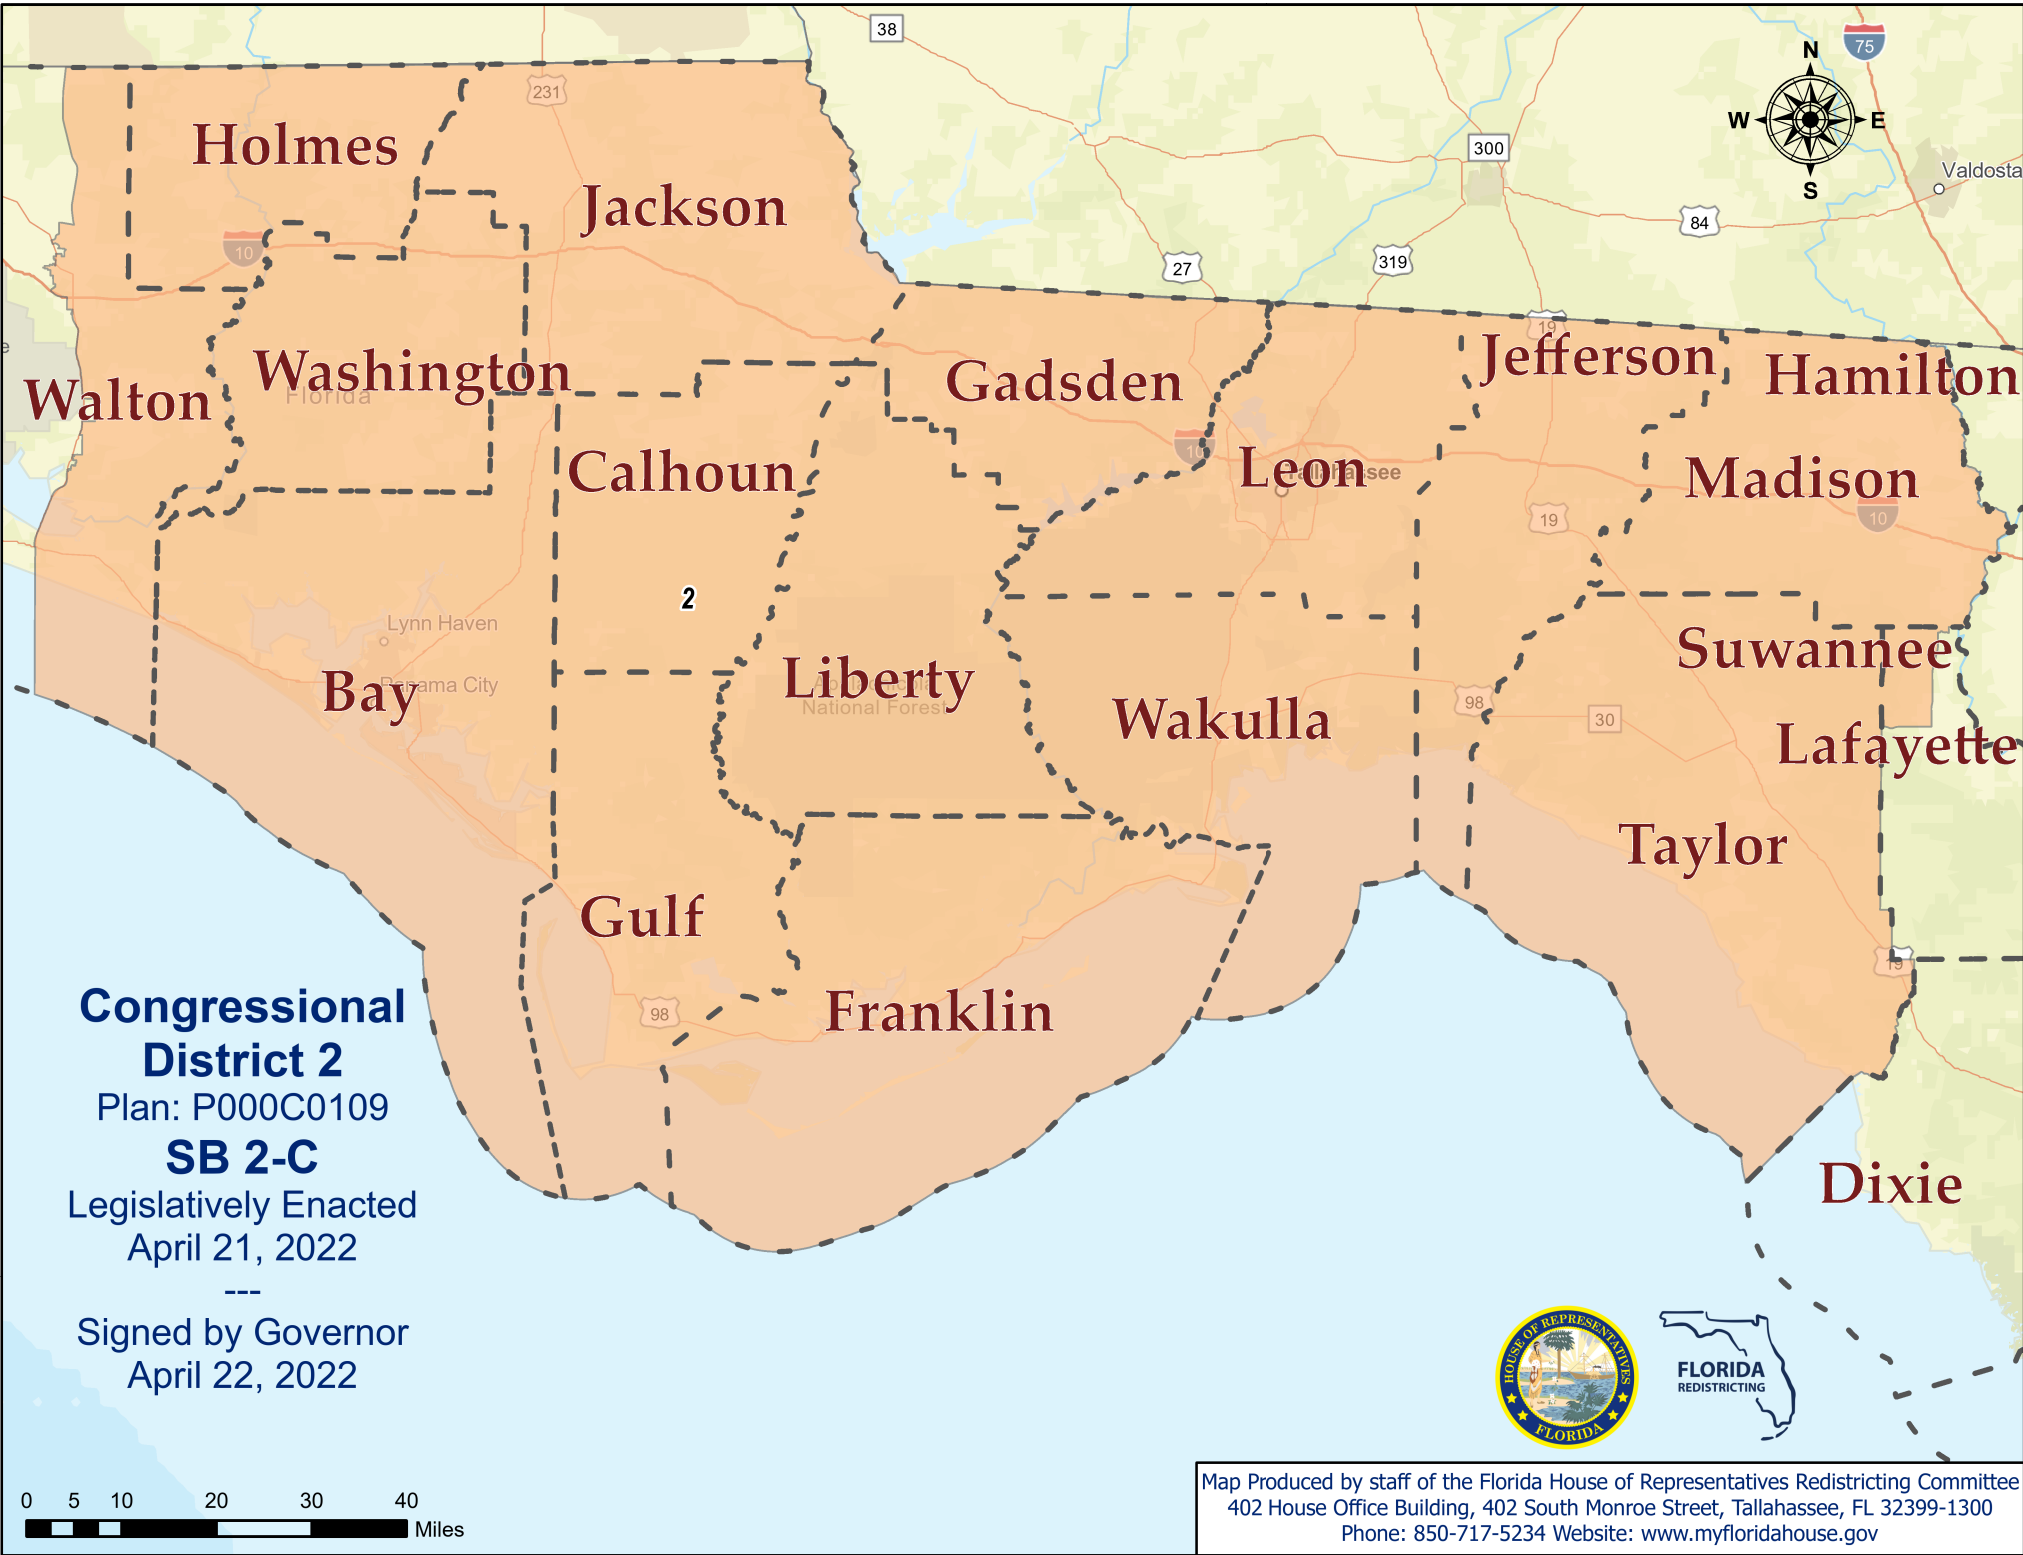 38
75
N
W
E
S
231
Holmes
300
Valdosta
Jackson
84
10
27
319
19
Jefferson
Hamilton
Washington
Florida
Walton
Gadsden
10
Leon
Tallahassee
Calhoun
Madison
10
19
2
Lynn Haven
Suwannee
Bay
Panama City
Liberty
Apalachicola
National Forest
Wakulla
98
30
Lafayette
Taylor
Gulf
19
98
Franklin
Dixie
Congressional
District 2
Plan: P000C0109
SB 2-C
Legislatively Enacted
April 21, 2022
---
Signed by Governor
April 22, 2022
HOUSE OF REPRESENTATIVES
FLORIDA
FLORIDA
REDISTRICTING
0 5 10 20 30 40
Miles
Map Produced by staff of the Florida House of Representatives Redistricting Committee
402 House Office Building, 402 South Monroe Street, Tallahassee, FL 32399-1300
Phone: 850-717-5234 Website: www.myfloridahouse.gov